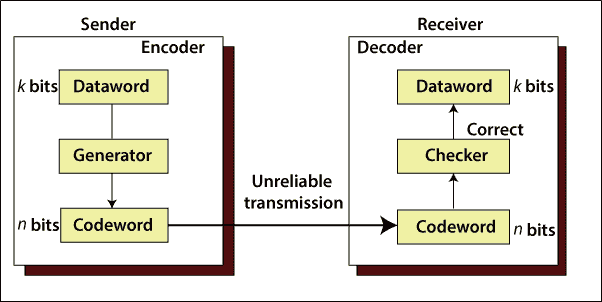 Sender
Encoder
k bits
Dataword
Generator
n bits
Codeword
Unreliable
transmission
Receiver
Decoder
Dataword
k bits
Correct
Checker
Codeword
n bits